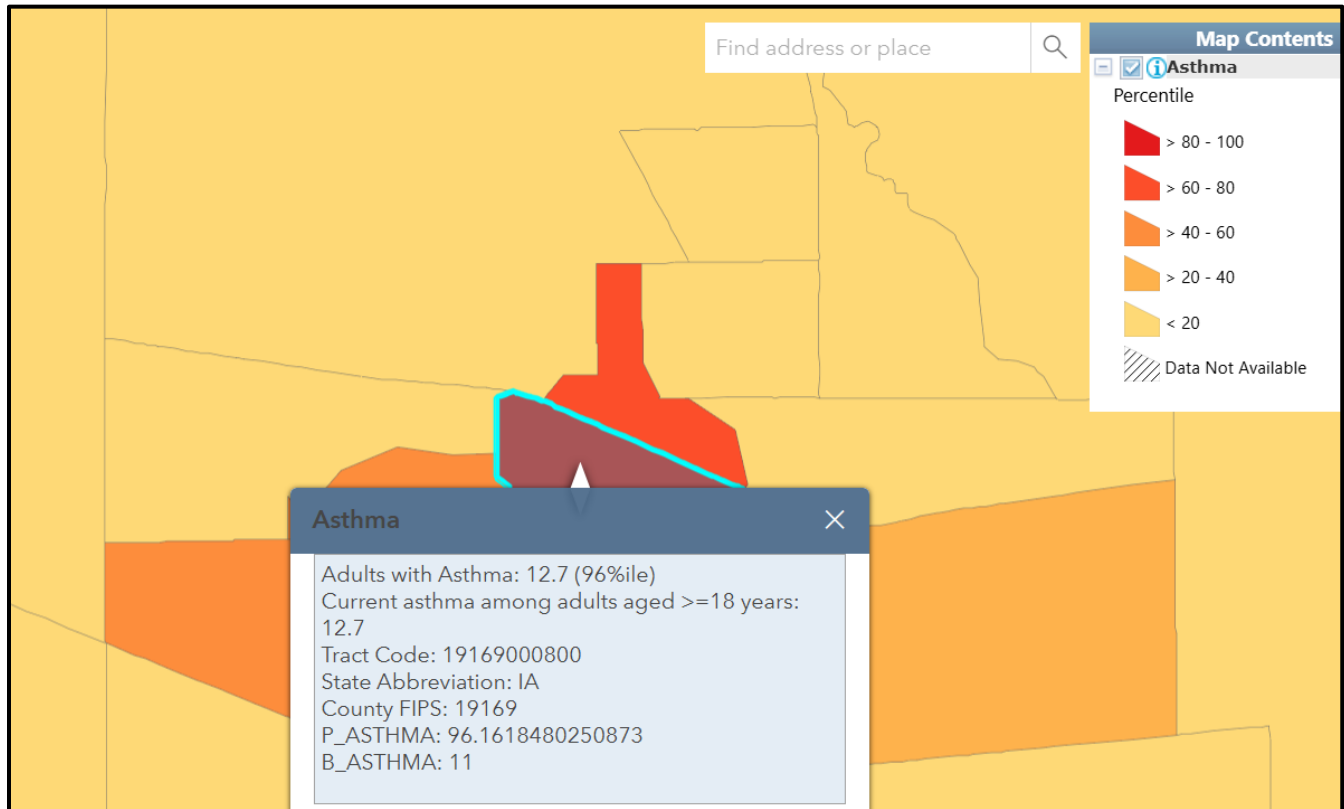 Find address or place
Map Contents
Asthma
Percentile
> 80 - 100
> 60 - 80
> 40 - 60
> 20 - 40
< 20
Data Not Available
Asthma
Adults with Asthma: 12.7 (96%ile)
Current asthma among adults aged >=18 years:
12.7
Tract Code: 19169000800
State Abbreviation: IA
County FIPS: 19169
P_ASTHMA: 96.1618480250873
B_ASTHMA: 11